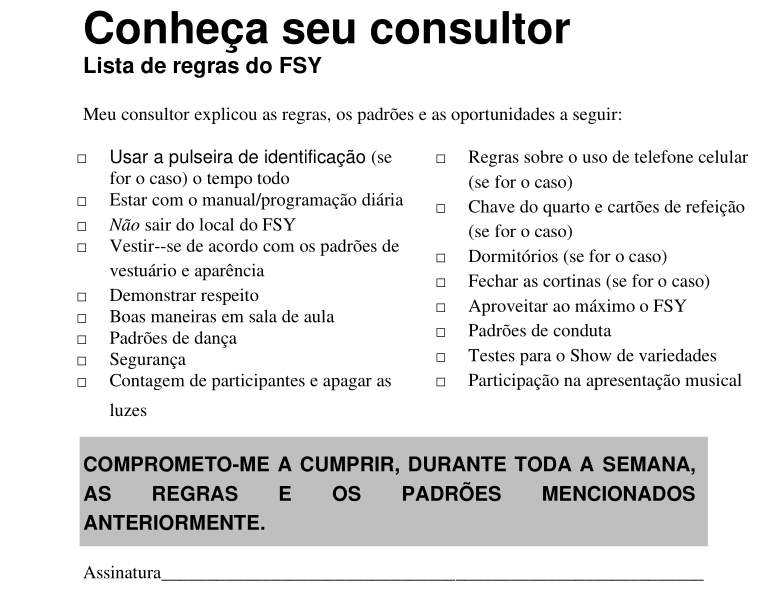 Conheça seu consultor
Lista de regras do FSY
Meu consultor explicou as regras, os padrões e as oportunidades a seguir:
□ Usar a pulseira de identificação (se
for o caso) o tempo todo
□ Estar com o manual/programação diária
□ Não sair do local do FSY
□ Vestir--se de acordo com os padrões de
vestuário e aparência
□ Demonstrar respeito
□ Boas maneiras em sala de aula
□ Padrões de dança
□ Segurança
□ Contagem de participantes e apagar as
luzes
□ Regras sobre o uso de telefone celular
(se for o caso)
□ Chave do quarto e cartões de refeição
(se for o caso)
□ Dormitórios (se for o caso)
□ Fechar as cortinas (se for o caso)
□ Aproveitar ao máximo o FSY
□ Padrões de conduta
□ Testes para o Show de variedades
□ Participação na apresentação musical
COMPROMETO-ME A CUMPRIR, DURANTE TODA A SEMANA,
AS REGRAS E OS PADRÕES MENCIONADOS
ANTERIORMENTE.
Assinatura____________________________________________________________